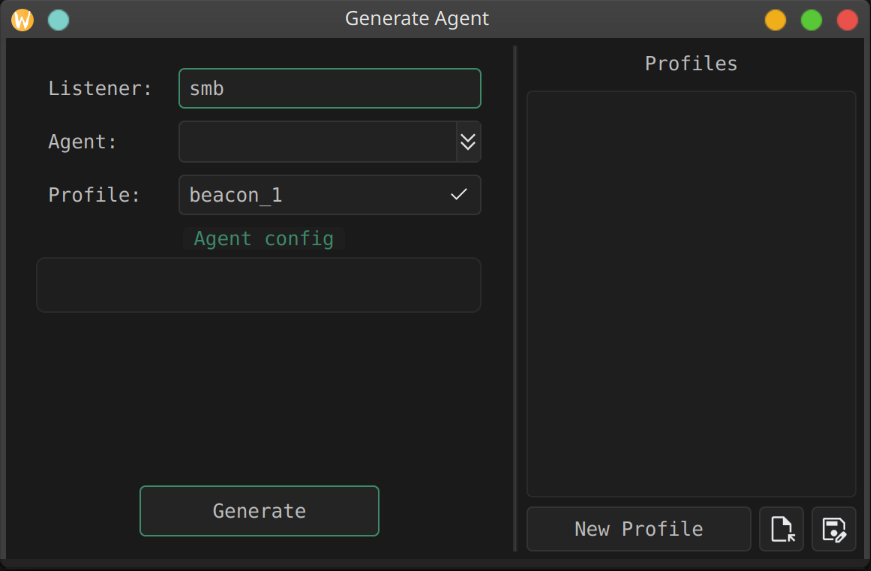 W
Generate Agent
Listener: smb
Agent:
Profile: beacon_1
Agent config
Generate
Profiles
New Profile